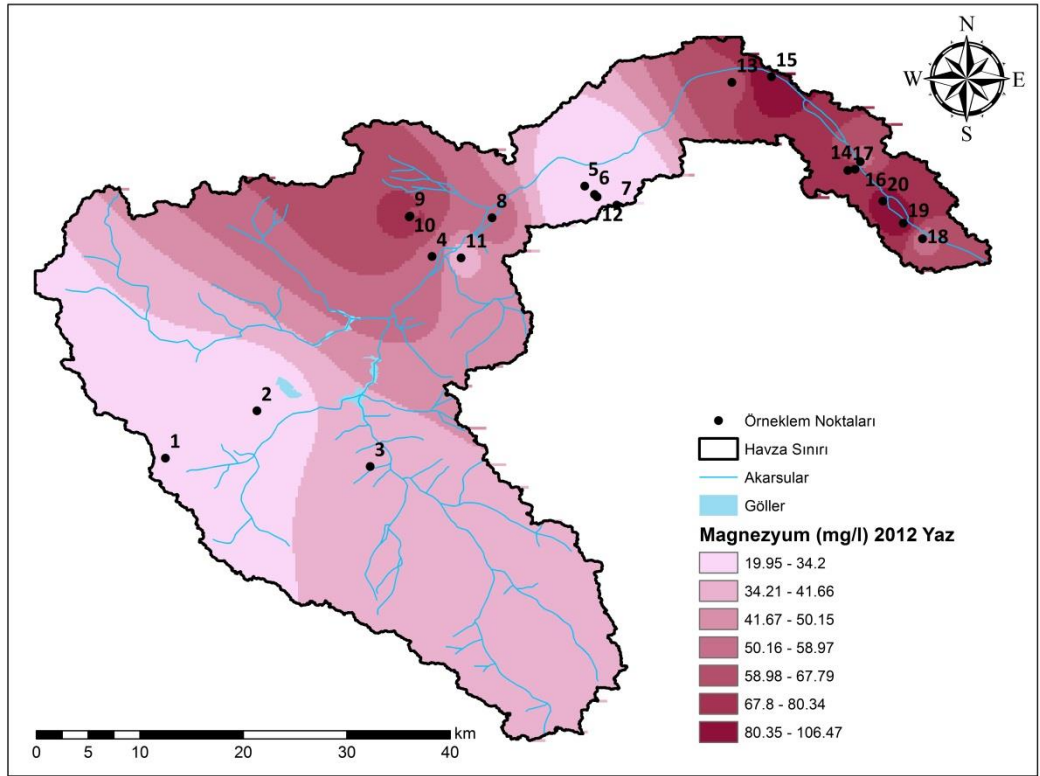 N
W E
S
13 15
14 17
16 20
19
18
5 6 7
12
9
10
8
4 11
2
1
3
Örneklem Noktaları
Havza Sınırı
Akarsular
Göller
Magnezyum (mg/l) 2012 Yaz
19.95 - 34.2
34.21 - 41.66
41.67 - 50.15
50.16 - 58.97
58.98 - 67.79
67.8 - 80.34
80.35 - 106.47
km
0 5 10 20 30 40